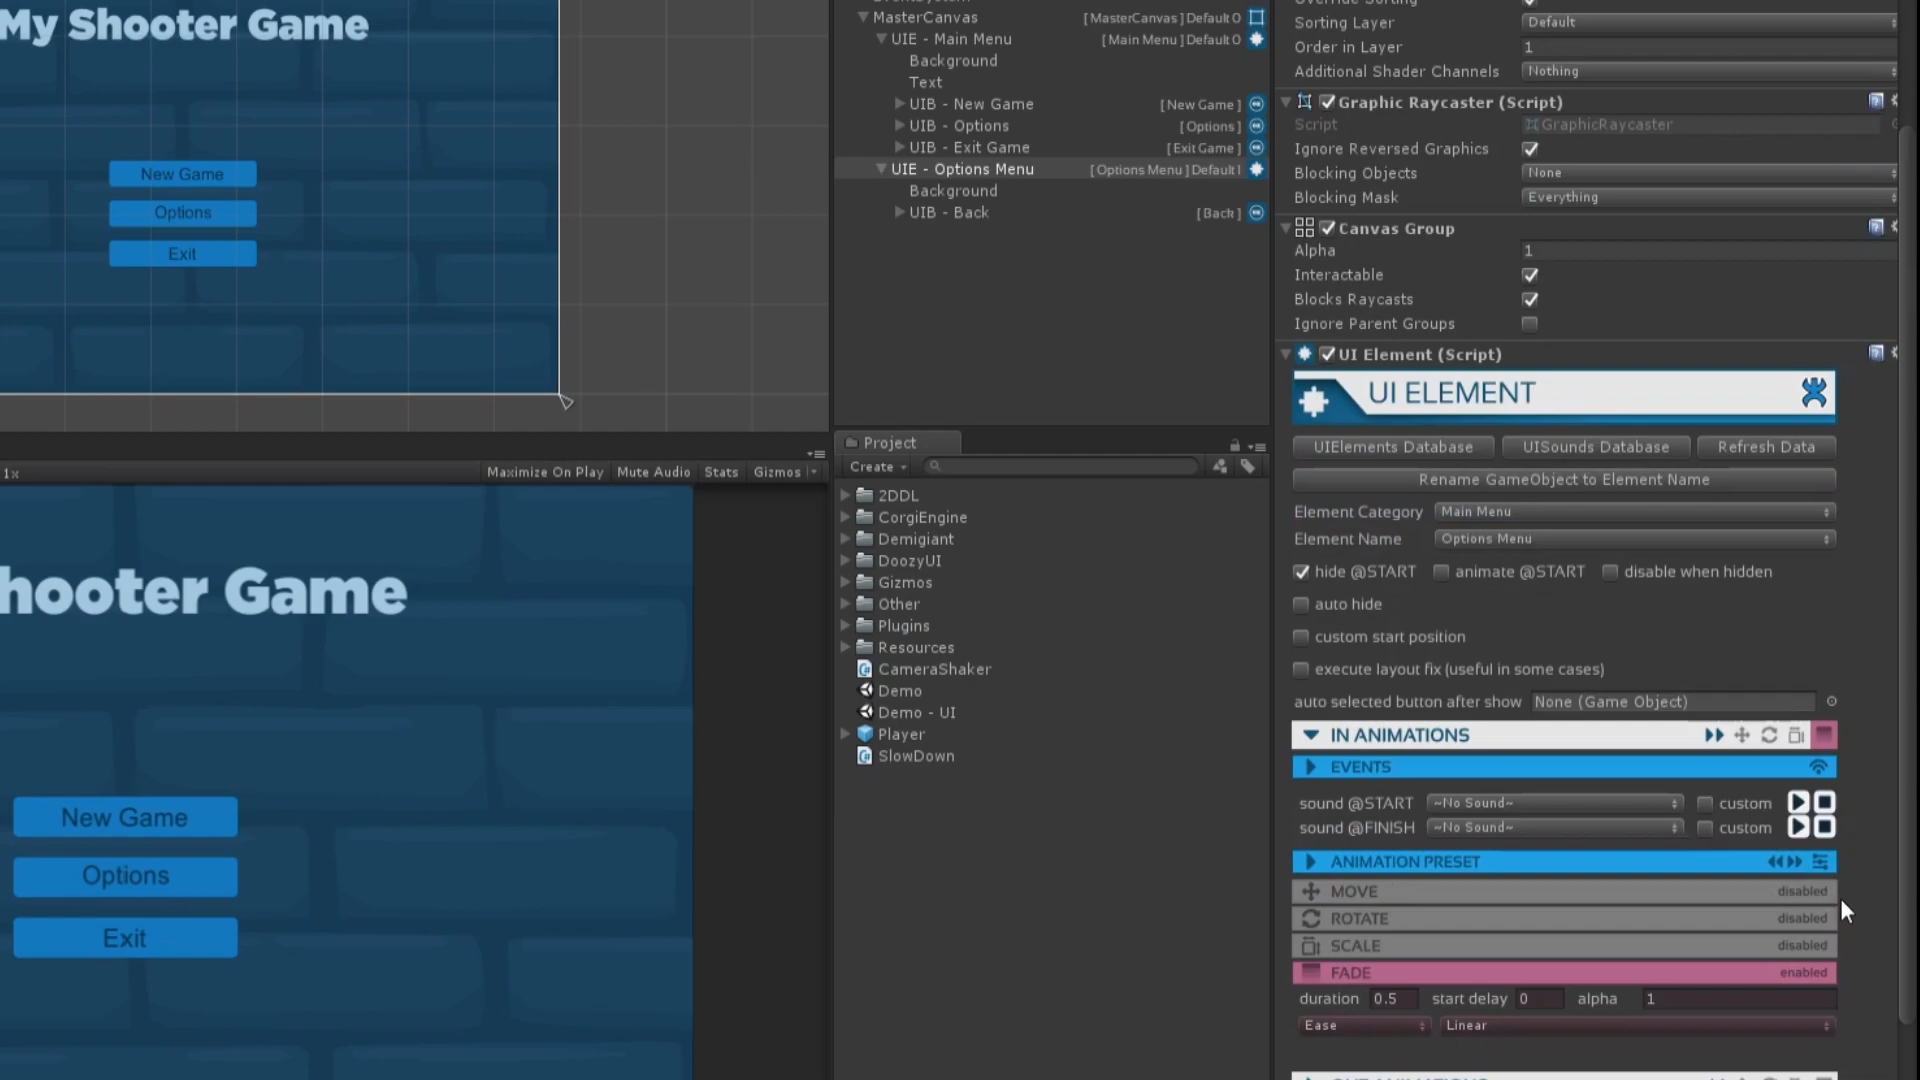 My Shooter Game
New Game
Options
Exit
1x
Maximize On Play Mute Audio Stats Gizmos
hooter Game
New Game
Options
Exit
MasterCanvas [ MasterCanvas] Default 0
UIE - Main Menu [ Main Menu ] Default 0
Background
Text
UIB - New Game [ New Game ]
UIB - Options [ Options ]
UIB - Exit Game [ Exit Game ]
UIE - Options Menu [ Options Menu ] Default 1
Background
UIB - Back [ Back ]
Project
Create
2DDL
CorgiEngine
Demigiant
DoozyUI
Gizmos
Other
Plugins
Resources
CameraShaker
Demo
Demo - UI
Player
SlowDown
Override Sorting
Sorting Layer Default
Order in Layer 1
Additional Shader Channels Nothing
Graphic Raycaster (Script)
Script GraphicRaycaster
Ignore Reversed Graphics
Blocking Objects None
Blocking Mask Everything
Canvas Group
Alpha 1
Interactable
Blocks Raycasts
Ignore Parent Groups
UI Element (Script)
UI ELEMENT
UIElements Database UISounds Database Refresh Data
Rename GameObject to Element Name
Element Category Main Menu
Element Name Options Menu
hide @START animate @START disable when hidden
auto hide
custom start position
execute layout fix (useful in some cases)
auto selected button after show None (Game Object)
IN ANIMATIONS
EVENTS
sound @START ~No Sound~ custom
sound @FINISH ~No Sound~ custom
ANIMATION PRESET
MOVE disabled
ROTATE disabled
SCALE disabled
FADE enabled
duration 0.5 start delay 0 alpha 1
Ease Linear